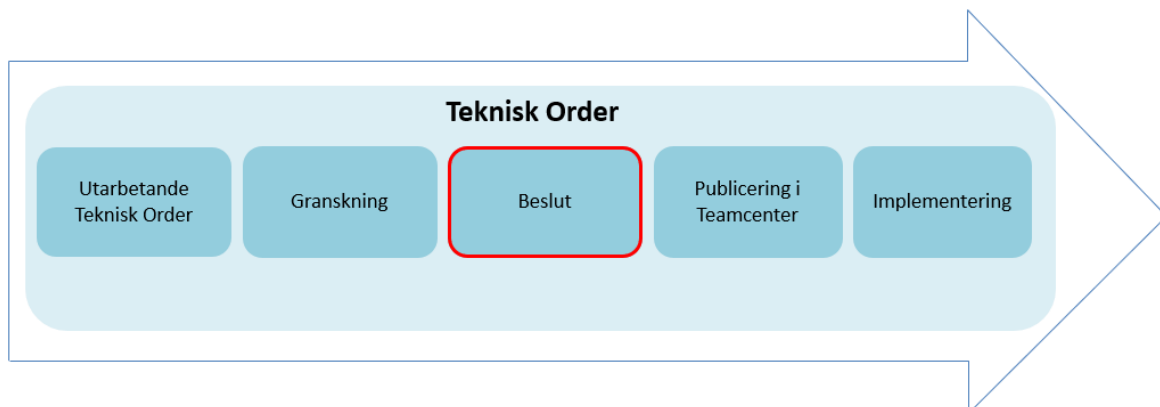 Teknisk Order
Utarbetande
Teknisk Order
Granskning
Beslut
Publicering i
Teamcenter
Implementering